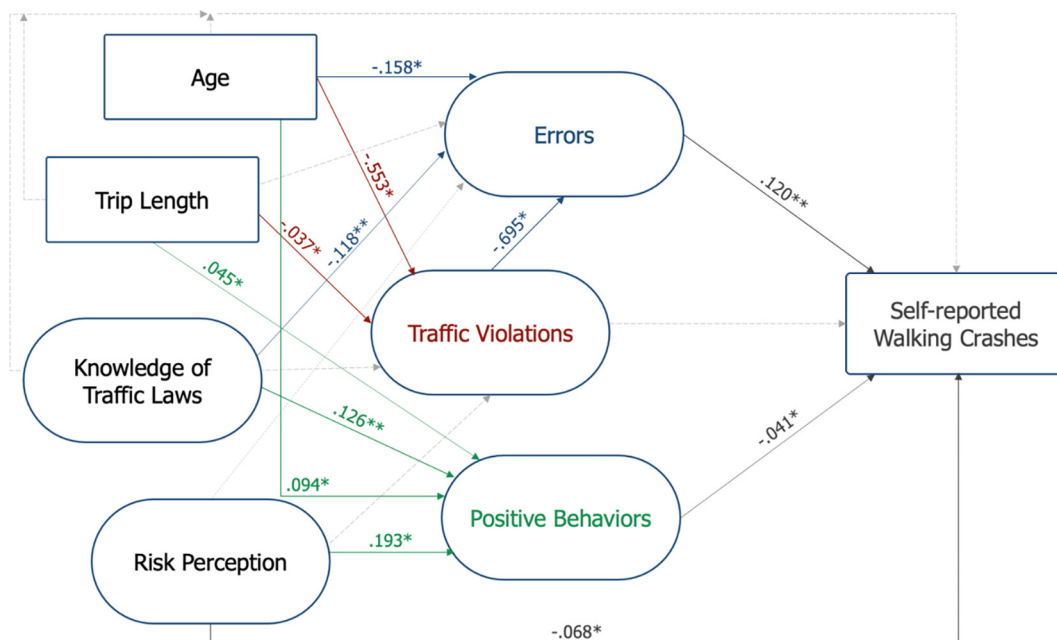 Age
-.158*
Errors
-.553*
Trip Length
.120**
-.037*
-.118**
-.695*
.045*
Traffic Violations
Self-reported
Walking Crashes
Knowledge of
Traffic Laws
.126**
-.041*
.094*
Positive Behaviors
.193*
Risk Perception
-.068*